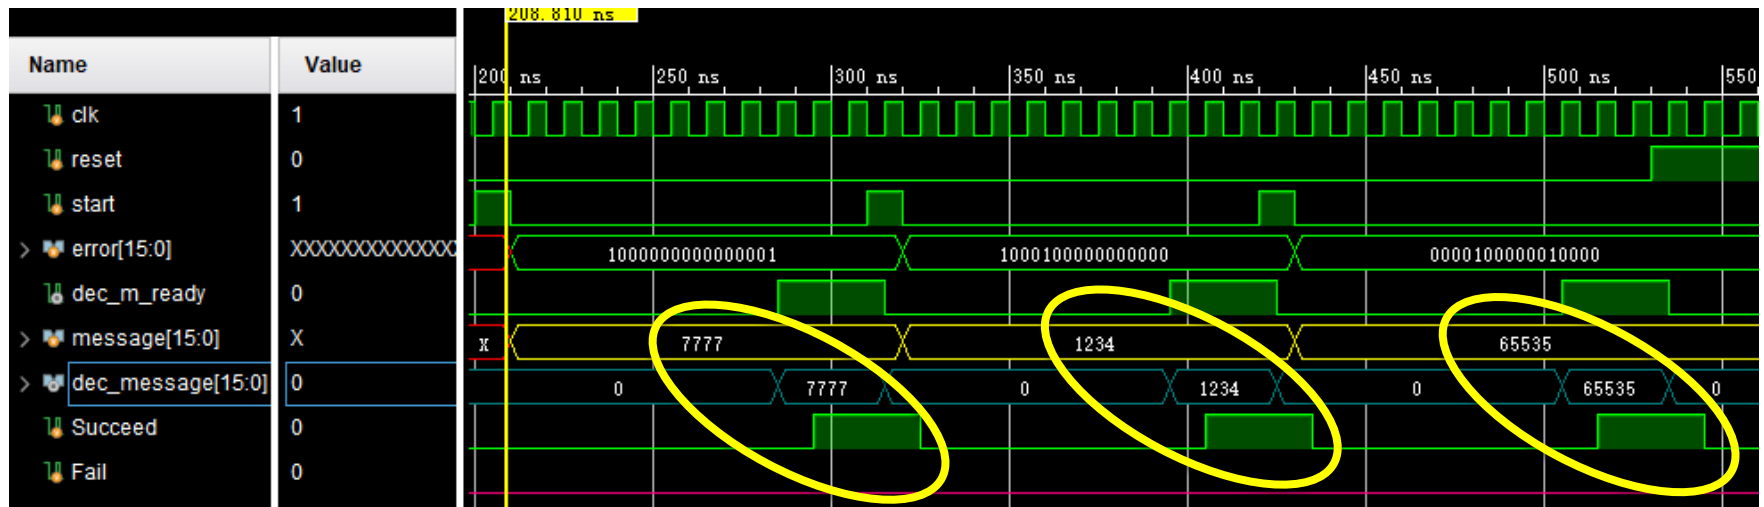 208.810 ns
Name Value
200 ns 250 ns 300 ns 350 ns 400 ns 450 ns 500 ns 550
clk 1
reset 0
start 1
error[15:0] XXXXXXXXXXXXX 1000000000000001 1000100000000000 0000100000010000
dec_m_ready 0
message[15:0] X X 7777 1234 65535
dec_message[15:0] 0 0 7777 0 1234 0 65535 0
Succeed 0
Fail 0